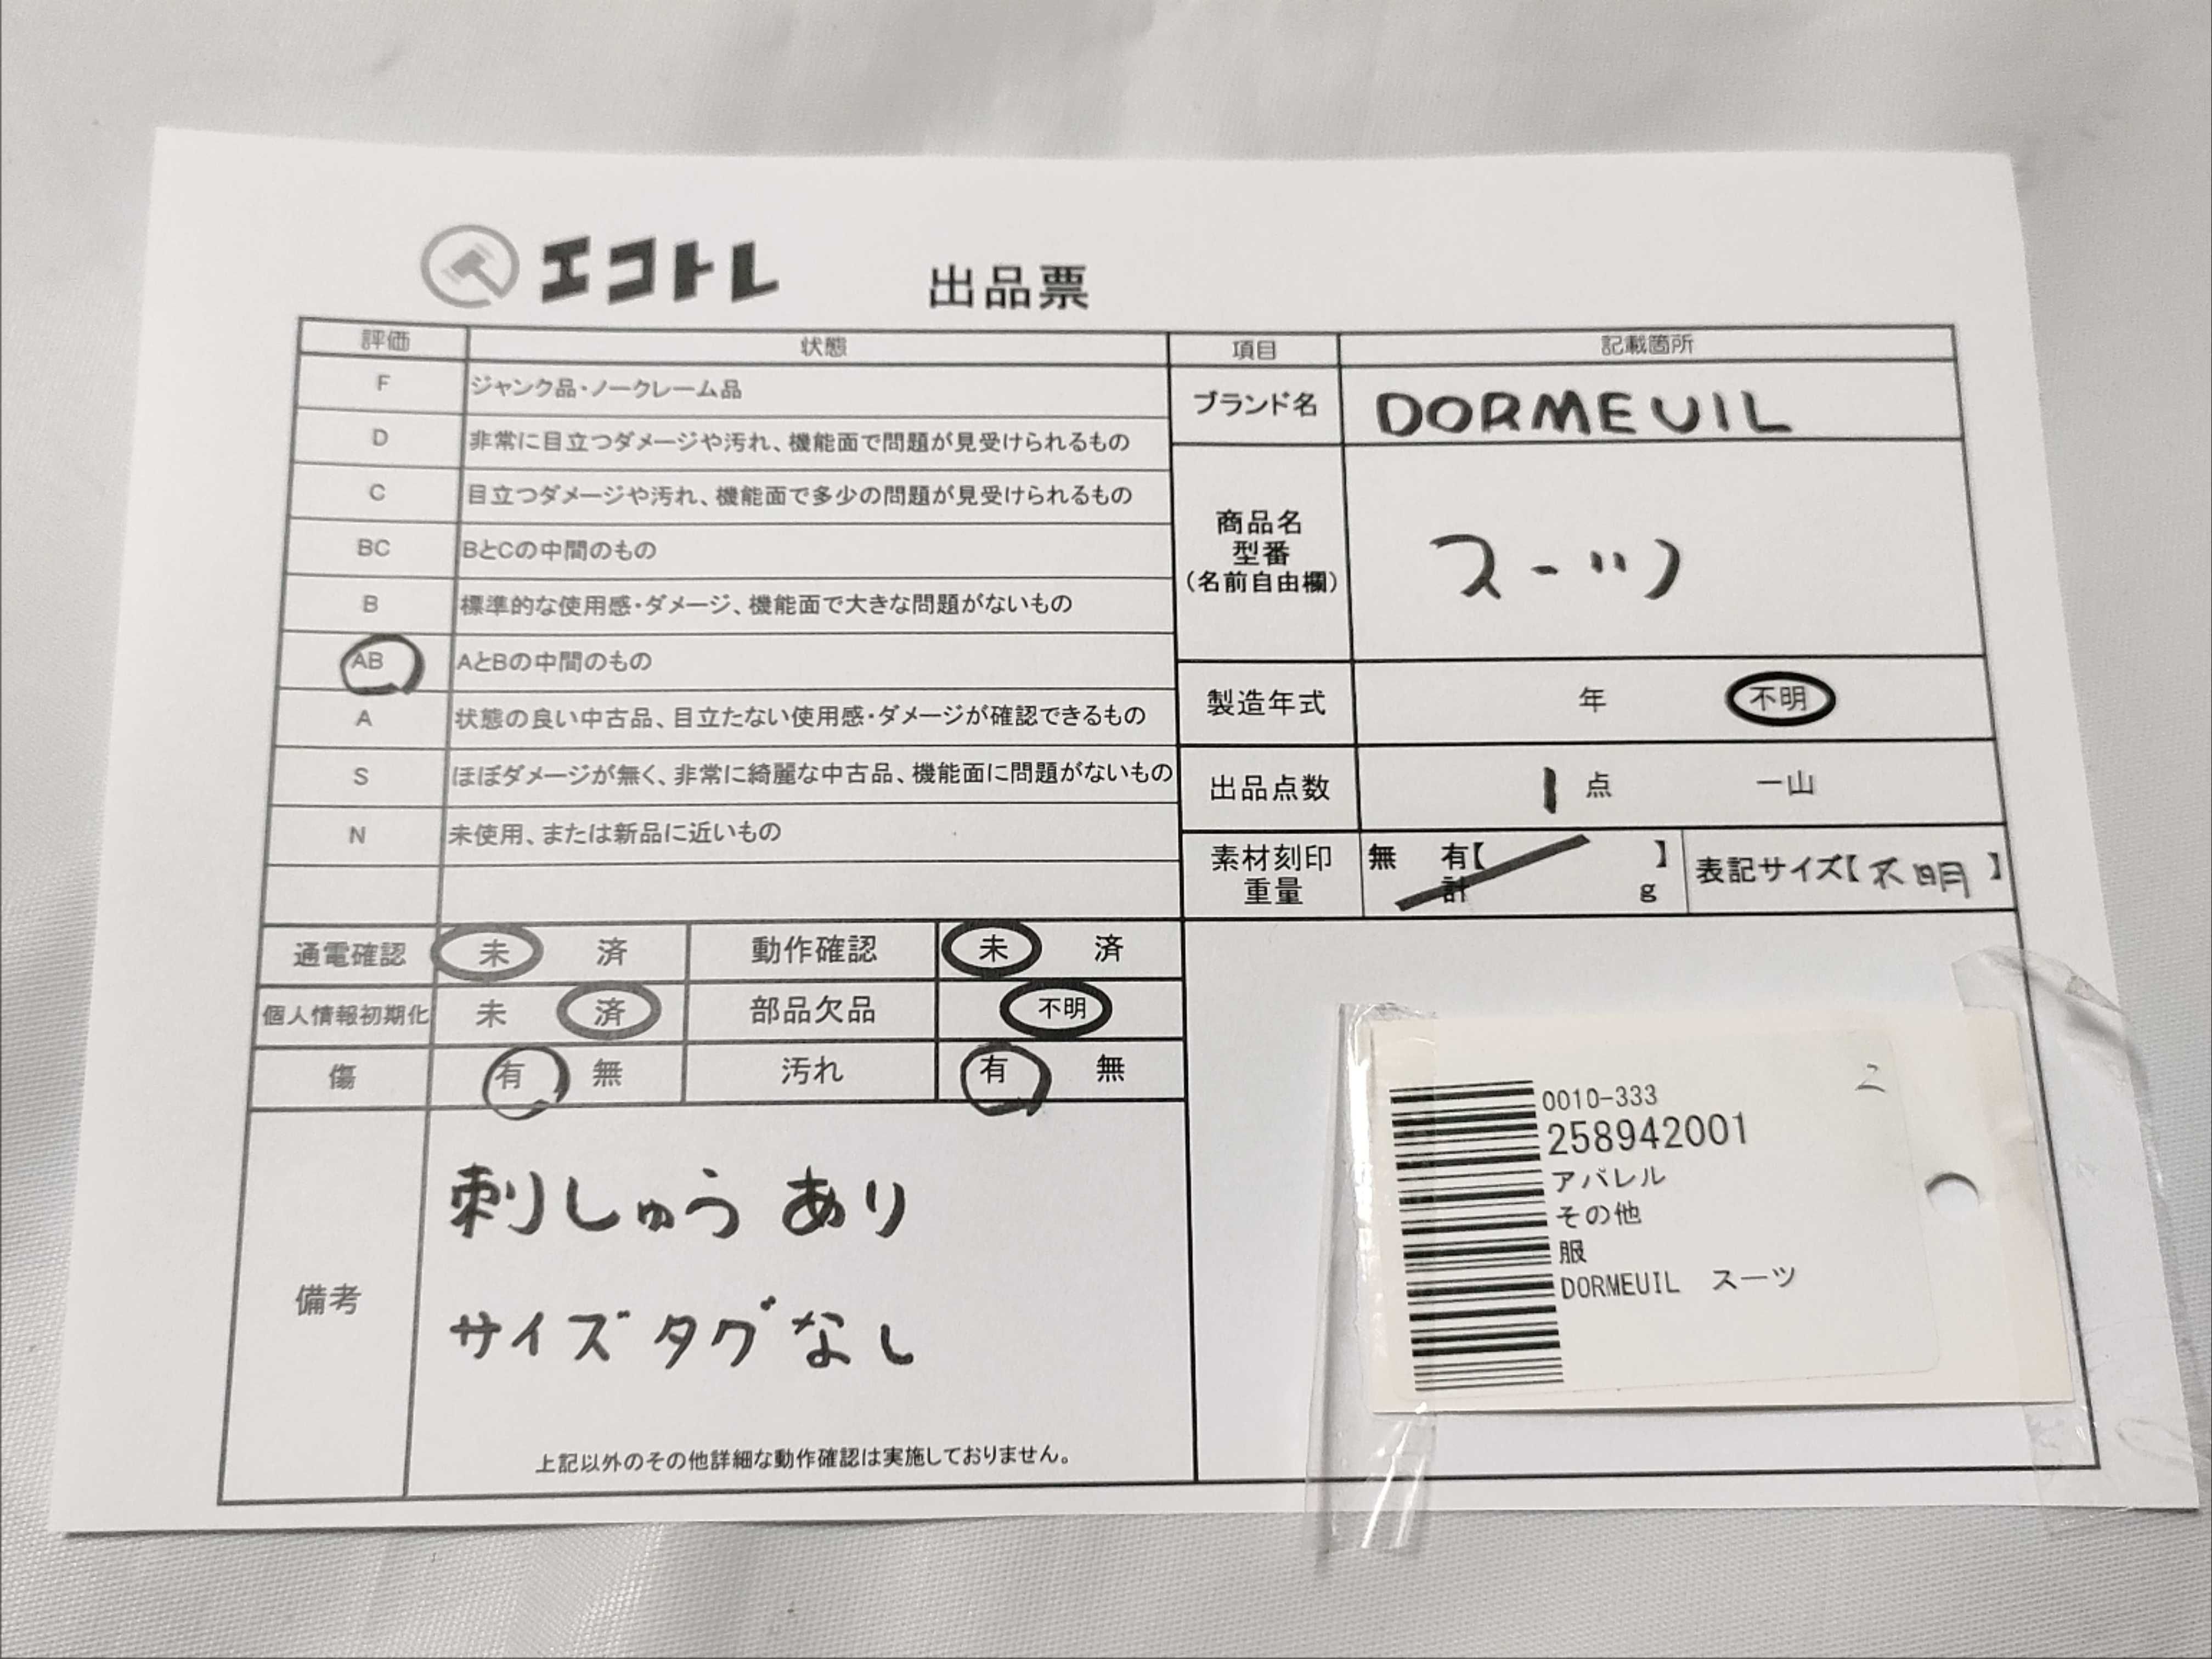 エコトレ 出品票
評価 状態
F ジャンク品・ノークレーム品
D 非常に目立つダメージや汚れ、機能面で問題が見受けられるもの
C 目立つダメージや汚れ、機能面で多少の問題が見受けられるもの
BC BとCの中間のもの
B 標準的な使用感・ダメージ、機能面で大きな問題がないもの
AB AとBの中間のもの
A 状態の良い中古品、目立たない使用感・ダメージが確認できるもの
S ほぼダメージが無く、非常に綺麗な中古品、機能面に問題がないもの
N 未使用、または新品に近いもの
通電確認 未 済 動作確認 未 済
個人情報初期化 未 済 部品欠品 不明
傷 有 無 汚れ 有 無
備考
刺しゅう あり
サイズタグなし
上記以外のその他詳細な動作確認は実施しておりません。
項目 記載箇所
ブランド名 DORMEUIL
商品名
型番
(名前自由欄)
スーツ
製造年式 年 不明
出品点数 1 点 一山
素材刻印 無 有【 】
重量 計 g
表記サイズ【不明】
0010-333
258942001
アパレル
その他
服
DORMEUIL スーツ